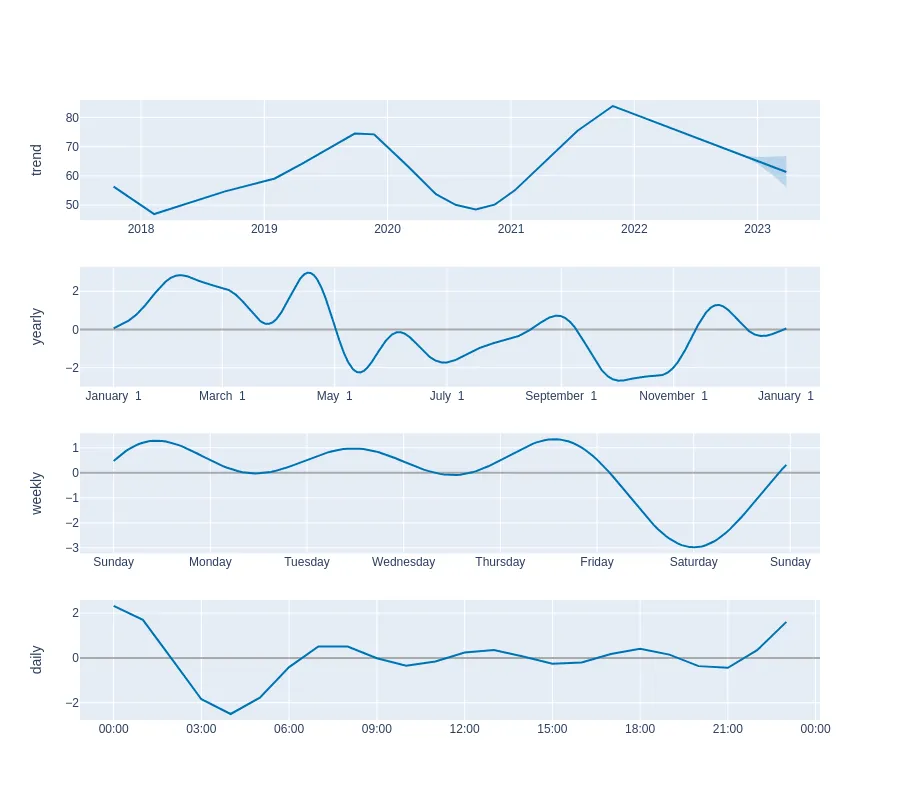 trend
80
70
60
50
2018 2019 2020 2021 2022 2023
yearly
2
0
−2
January 1 March 1 May 1 July 1 September 1 November 1 January 1
weekly
1
0
−1
−2
−3
Sunday Monday Tuesday Wednesday Thursday Friday Saturday Sunday
daily
2
0
−2
00:00 03:00 06:00 09:00 12:00 15:00 18:00 21:00 00:00